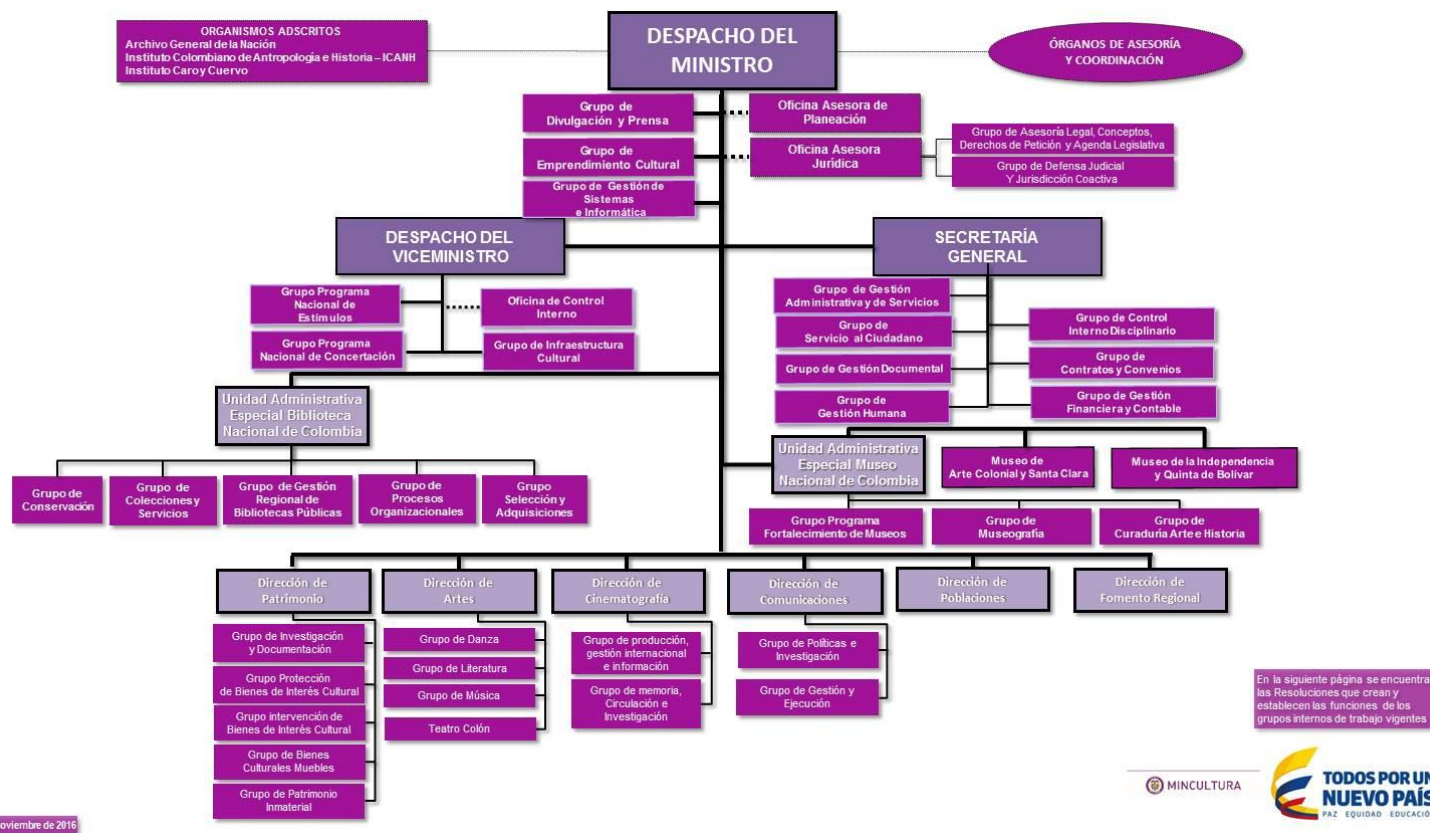 ORGANISMOS ADSCRITOS
Archivo General de la Nación
Instituto Colombiano de Antropología e Historia – ICANH
Instituto Caro y Cuervo
DESPACHO DEL
MINISTRO
ÓRGANOS DE ASESORÍA
Y COORDINACIÓN
Grupo de
Divulgación y Prensa
Oficina Asesora de
Planeación
Grupo de
Emprendimiento Cultural
Oficina Asesora
Jurídica
Grupo de Asesoría Legal, Conceptos,
Derechos de Petición y Agenda Legislativa
Grupo de Defensa Judicial
Y Jurisdicción Coactiva
Grupo de Gestión de
Sistemas
e Informática
DESPACHO DEL
VICEMINISTRO
SECRETARÍA
GENERAL
Grupo Programa
Nacional de
Estímulos
Oficina de Control
Interno
Grupo Programa
Nacional de Concertación
Grupo de Infraestructura
Cultural
Grupo de Gestión
Administrativa y de Servicios
Grupo de
Servicio al Ciudadano
Grupo de Gestión Documental
Grupo de
Gestión Humana
Grupo de Control
Interno Disciplinario
Grupo de
Contratos y Convenios
Grupo de Gestión
Financiera y Contable
Unidad Administrativa
Especial Biblioteca
Nacional de Colombia
Grupo de
Conservación
Grupo de
Colecciones y
Servicios
Grupo de Gestión
Regional de
Bibliotecas Públicas
Grupo de
Procesos
Organizacionales
Grupo
Selección y
Adquisiciones
Unidad Administrativa
Especial Museo
Nacional de Colombia
Museo de
Arte Colonial y Santa Clara
Museo de la Independencia
y Quinta de Bolívar
Grupo Programa
Fortalecimiento de Museos
Grupo de
Museografía
Grupo de
Curaduría Arte e Historia
Dirección de
Patrimonio
Dirección de
Artes
Dirección de
Cinematografía
Dirección de
Comunicaciones
Dirección de
Poblaciones
Dirección de
Fomento Regional
Grupo de Investigación
y Documentación
Grupo Protección
de Bienes de Interés Cultural
Grupo intervención de
Bienes de Interés Cultural
Grupo de Bienes
Culturales Muebles
Grupo de Patrimonio
Inmaterial
Grupo de Danza
Grupo de Literatura
Grupo de Música
Teatro Colón
Grupo de producción,
gestión internacional
e información
Grupo de memoria,
Circulación e
Investigación
Grupo de Políticas e
Investigación
Grupo de Gestión y
Ejecución
En la siguiente página se encuentra
las Resoluciones que crean y
establecen las funciones de los
grupos internos de trabajo vigentes
MINCULTURA
TODOS POR UN
NUEVO PAÍS
PAZ EQUIDAD EDUCACIÓ
oviembre de 2016